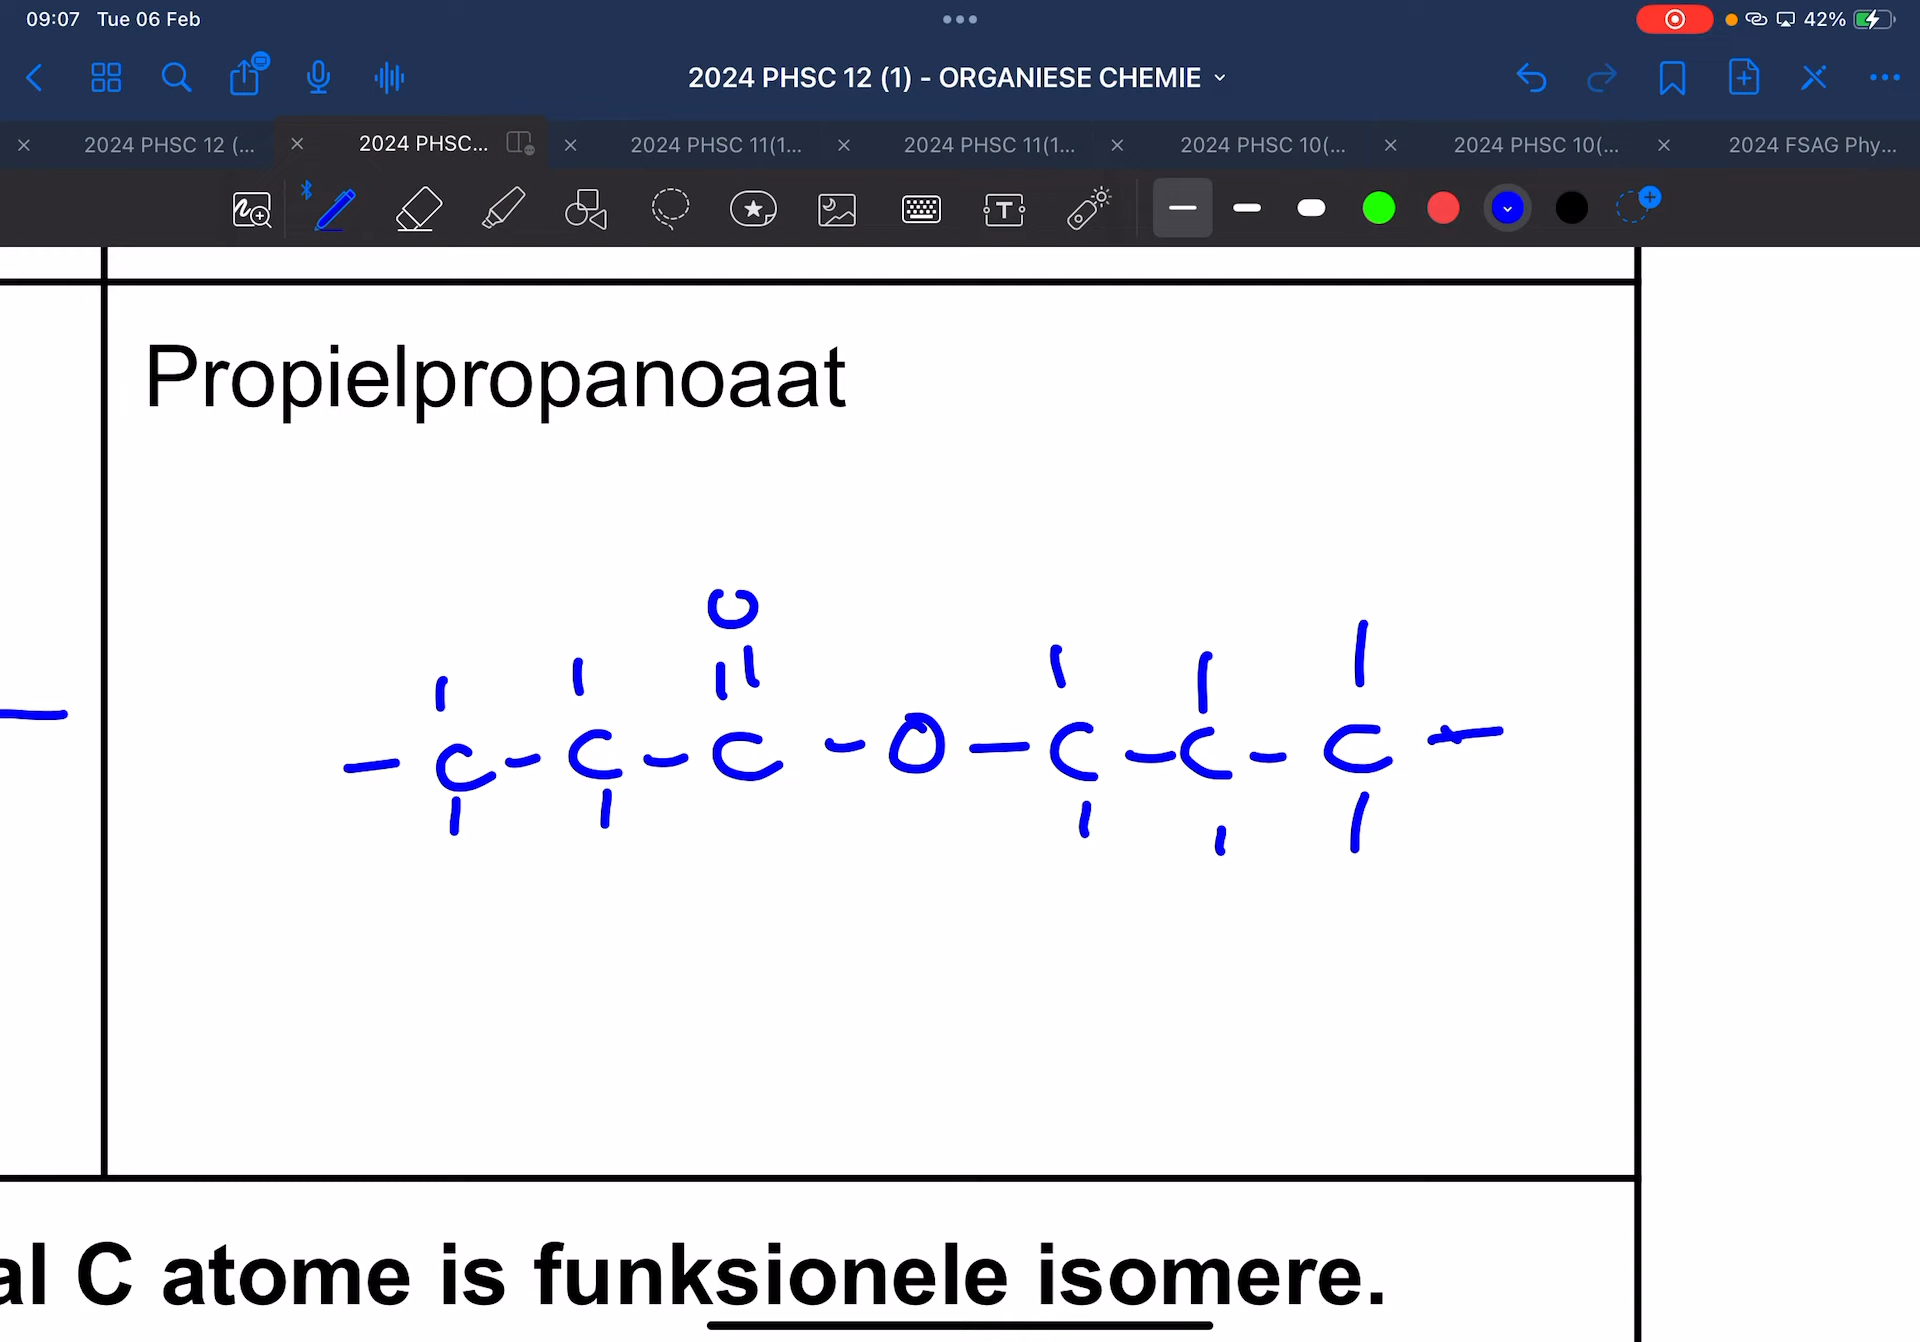 09:07 Tue 06 Feb
42%
2024 PHSC 12 (1) - ORGANIESE CHEMIE
2024 PHSC 12 (...
2024 PHSC...
2024 PHSC 11(1...
2024 PHSC 11(1...
2024 PHSC 10(...
2024 PHSC 10(...
2024 FSAG Phy...
T
Propielpropanoaat
O
C C C O C C C
al C atome is funksionele isomere.